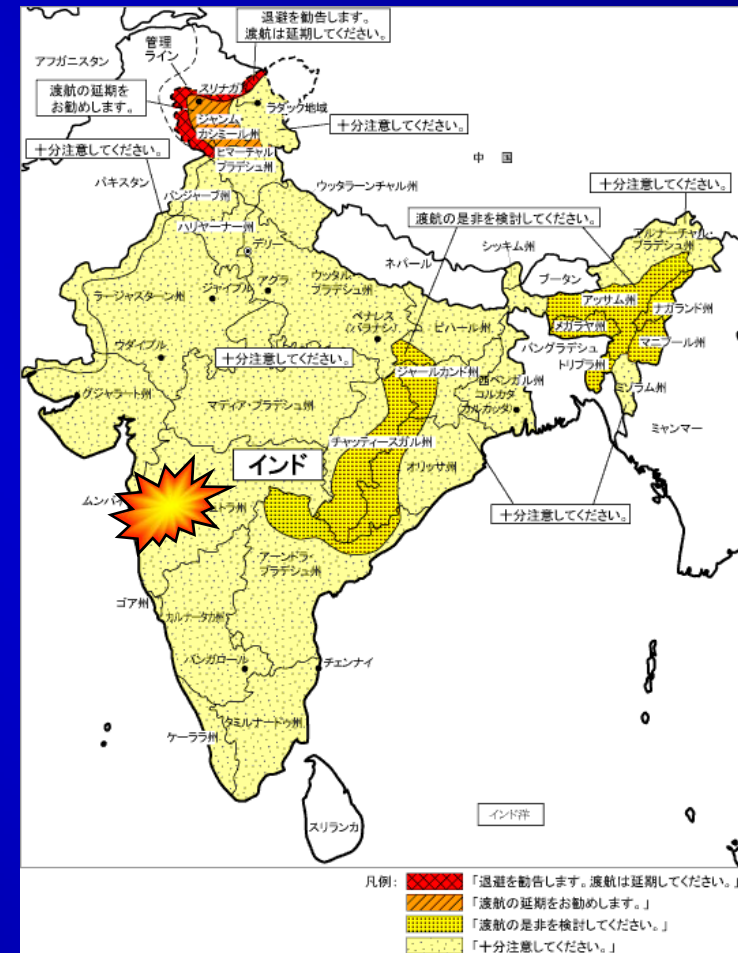 退避を勧告します。
渡航は延期してください。
管理
ライン
アフガニスタン
渡航の延期を
お勧めします。
スリナガ
ラダック地域
ジャンム
カシミール州
十分注意してください。
十分注意してください。
ヒマーチャル
プラデシュ州
中 国
パキスタン
パンジャーブ州
ウッタラーンチャル州
十分注意してください。
渡航の是非を検討してください。
ハリヤーナー州
デリー
シッキム州
アルナーチャル・
プラデシュ州
ネパール
ブータン
ラージャスターン州
ジャイプル
アグラ
ウッタル
プラデシュ州
アッサム州
ナガランド州
ベナレス
(バラナシ)
ビハール州
メガラヤ州
マニプール州
ウダイプル
十分注意してください。
バングラデシュ
トリプラ州
ジャールカンド州
西ベンガル州
コルカタ
(カルカッタ)
ミゾラム州
グジャラート州
マディア・プラデシュ州
ミャンマー
チャッティースガル州
インド
オリッサ州
ムンバイ
ュトラ州
十分注意してください。
アーンドラ・
プラデシュ州
ゴア州
カルナータカ州
バンガロール
チェンナイ
タミルナードゥ州
ケーララ州
スリランカ
インド洋
凡例:
「退避を勧告します。渡航は延期してください。」
「渡航の延期をお勧めします。」
「渡航の是非を検討してください。」
「十分注意してください。」